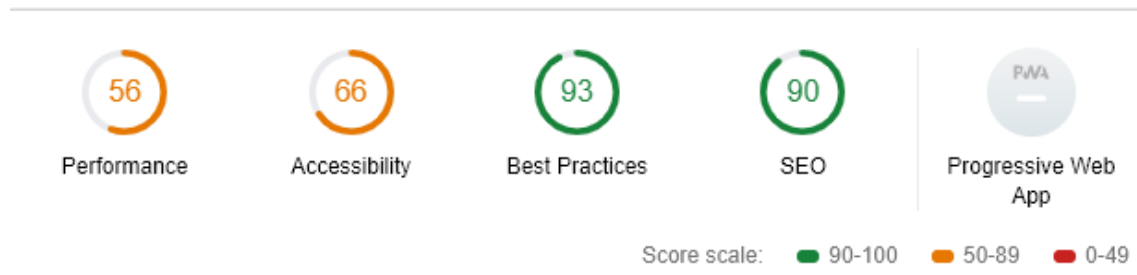 56
66
93
90
PWA
Performance
Accessibility
Best Practices
SEO
Progressive Web
App
Score scale:
90-100
50-89
0-49